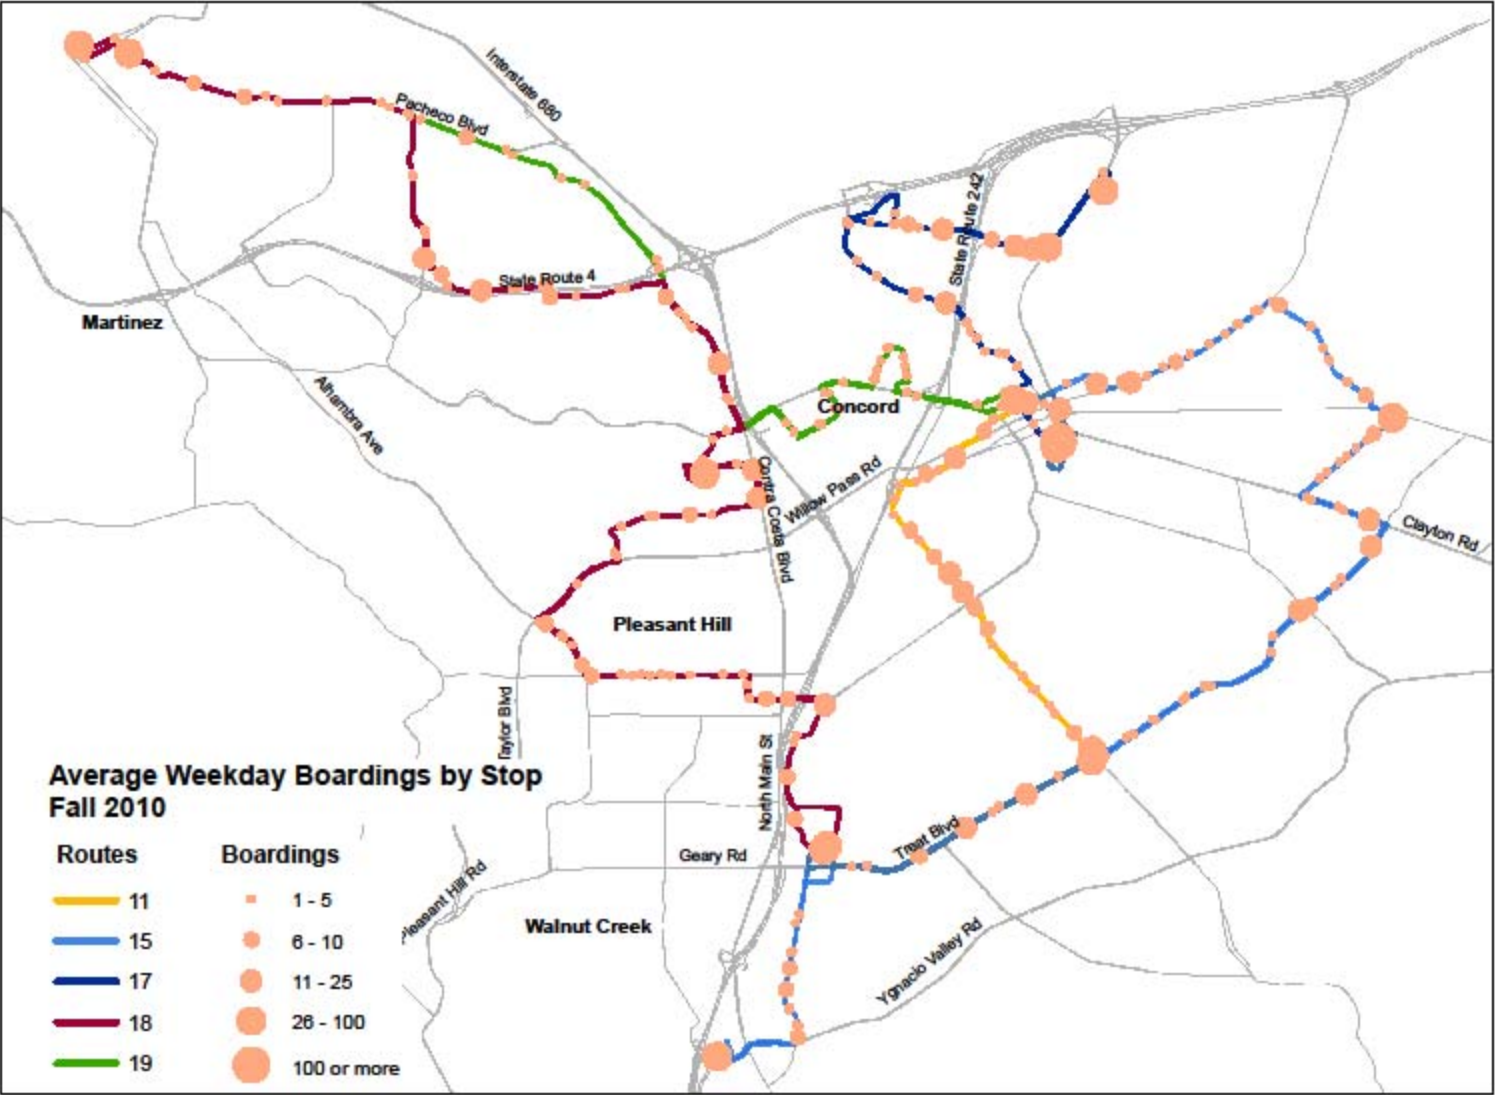 Interstate 680
Pacheco Blvd
State Route 242
State Route 4
Martinez
Alhambra Ave
Concord
Contra Costa Blvd
Willow Pass Rd
Clayton Rd
Pleasant Hill
Taylor Blvd
North Main St
Treat Blvd
Geary Rd
Pleasant Hill Rd
Walnut Creek
Ygnacio Valley Rd
Average Weekday Boardings by Stop
Fall 2010
Routes
11
15
17
18
19
Boardings
1 - 5
6 - 10
11 - 25
26 - 100
100 or more